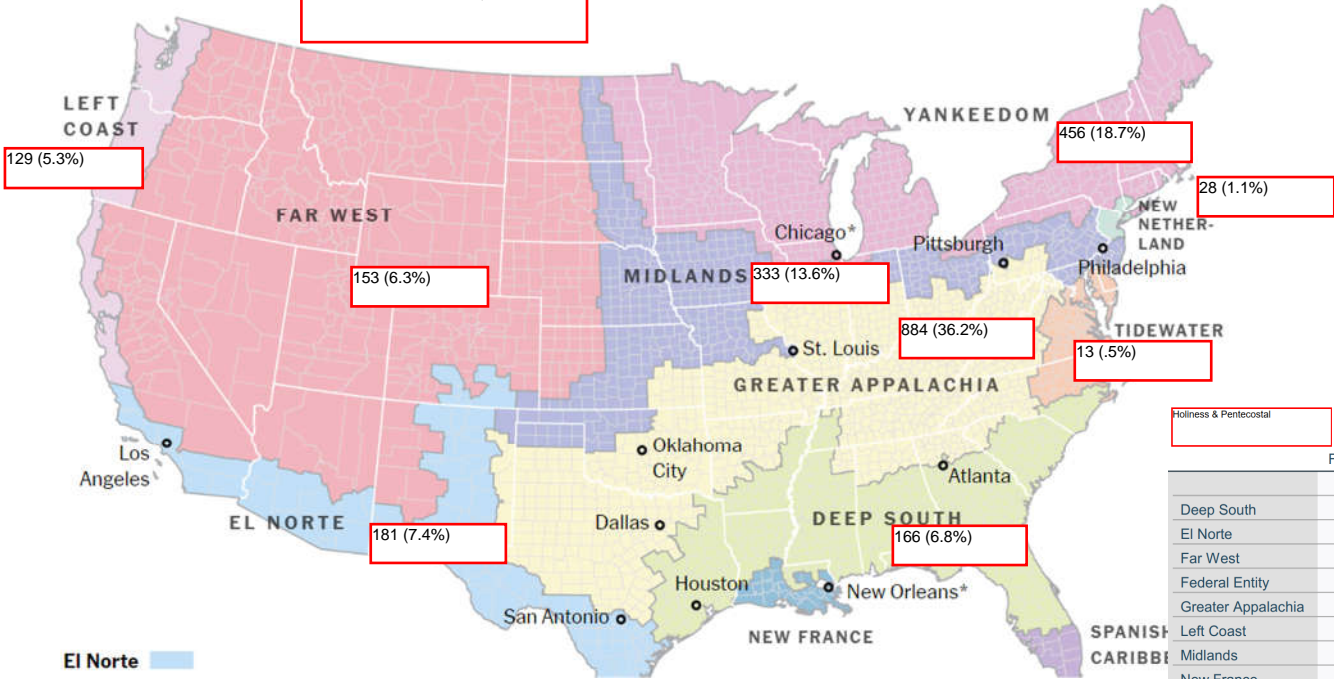 LEFT
COAST
129 (5.3%)
FAR WEST
153 (6.3%)
YANKEEDOM
456 (18.7%)
28 (1.1%)
NEW
NETHER-
LAND
Chicago*
Pittsburgh
Philadelphia
MIDLANDS
333 (13.6%)
884 (36.2%)
TIDEWATER
13 (.5%)
St. Louis
GREATER APPALACHIA
Los
Angeles
Oklahoma
City
Atlanta
EL NORTE
181 (7.4%)
Dallas
DEEP SOUTH
166 (6.8%)
Houston
New Orleans*
San Antonio
NEW FRANCE
SPANISH
CARIBBE
El Norte
Holiness & Pentecostal
F
Deep South
El Norte
Far West
Federal Entity
Greater Appalachia
Left Coast
Midlands
New France